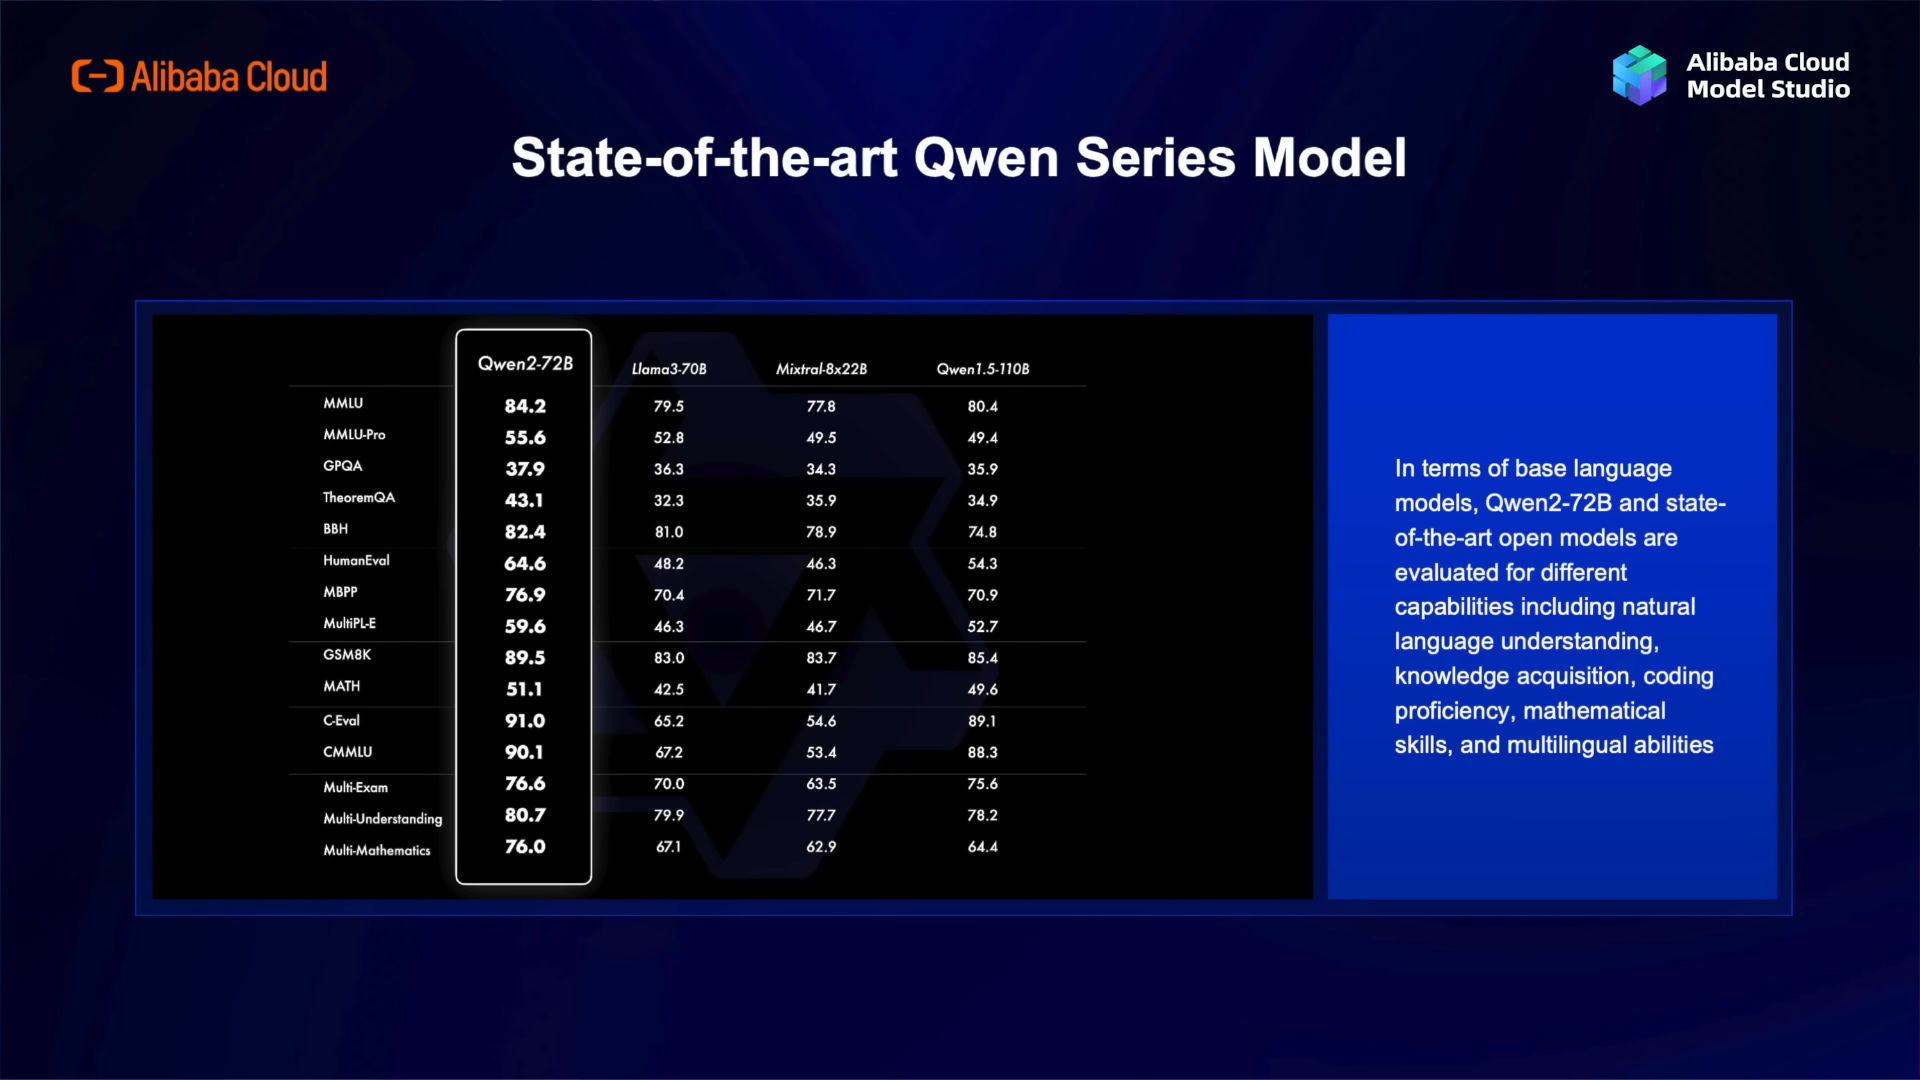 Alibaba Cloud
Alibaba Cloud
Model Studio
State-of-the-art Qwen Series Model
Qwen2-72B Llama3-70B Mixtral-8x22B Qwen1.5-110B
MMLU 84.2 79.5 77.8 80.4
MMLU-Pro 55.6 52.8 49.5 49.4
GPQA 37.9 36.3 34.3 35.9
TheoremQA 43.1 32.3 35.9 34.9
BBH 82.4 81.0 78.9 74.8
HumanEval 64.6 48.2 46.3 54.3
MBPP 76.9 70.4 71.7 70.9
MultiPL-E 59.6 46.3 46.7 52.7
GSM8K 89.5 83.0 83.7 85.4
MATH 51.1 42.5 41.7 49.6
C-Eval 91.0 65.2 54.6 89.1
CMMLU 90.1 67.2 53.4 88.3
Multi-Exam 76.6 70.0 63.5 75.6
Multi-Understanding 80.7 79.9 77.7 78.2
Multi-Mathematics 76.0 67.1 62.9 64.4
In terms of base language
models, Qwen2-72B and state-
of-the-art open models are
evaluated for different
capabilities including natural
language understanding,
knowledge acquisition, coding
proficiency, mathematical
skills, and multilingual abilities